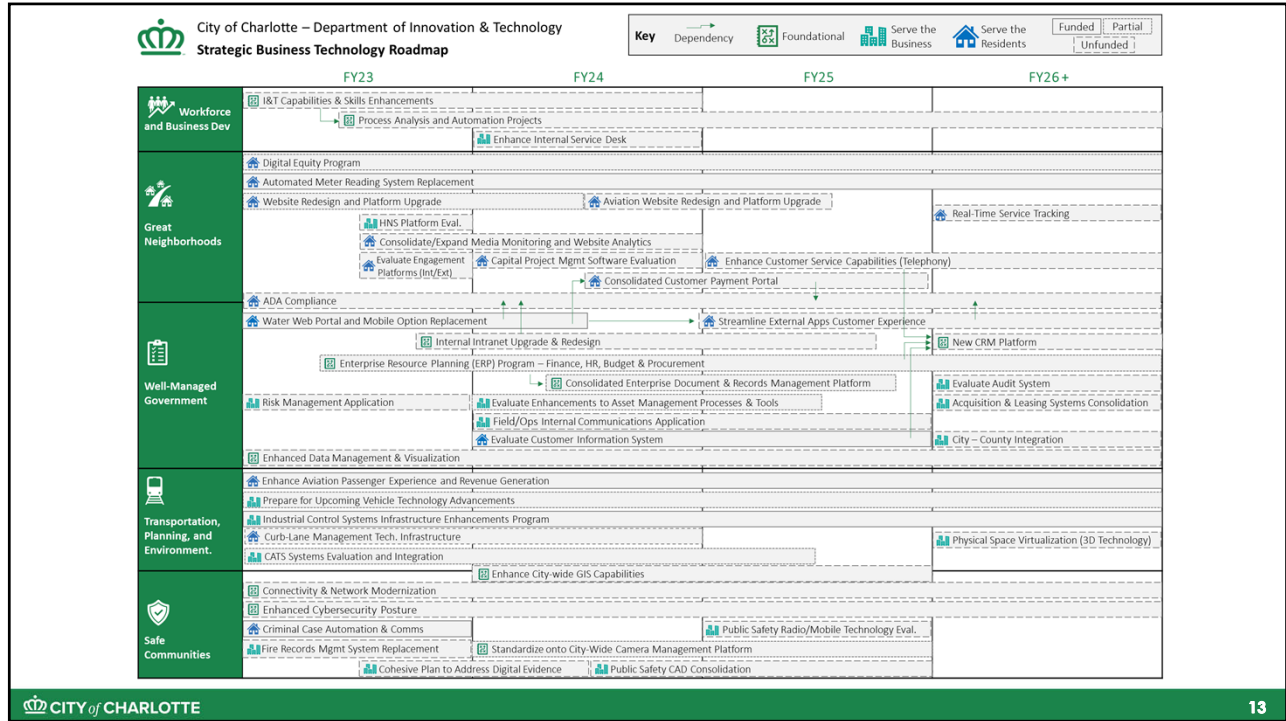 City of Charlotte – Department of Innovation & Technology
Strategic Business Technology Roadmap
Key
Dependency
Foundational
Serve the
Business
Serve the
Residents
Funded
Partial
Unfunded
FY23
FY24
FY25
FY26+
Workforce
and Business Dev
I&T Capabilities & Skills Enhancements
Process Analysis and Automation Projects
Enhance Internal Service Desk
Great
Neighborhoods
Digital Equity Program
Automated Meter Reading System Replacement
Website Redesign and Platform Upgrade
Aviation Website Redesign and Platform Upgrade
Real-Time Service Tracking
HNS Platform Eval.
Consolidate/Expand Media Monitoring and Website Analytics
Evaluate Engagement
Platforms (Int/Ext)
Capital Project Mgmt Software Evaluation
Enhance Customer Service Capabilities (Telephony)
Consolidated Customer Payment Portal
ADA Compliance
Well-Managed
Government
Water Web Portal and Mobile Option Replacement
Streamline External Apps Customer Experience
Internal Intranet Upgrade & Redesign
New CRM Platform
Enterprise Resource Planning (ERP) Program – Finance, HR, Budget & Procurement
Consolidated Enterprise Document & Records Management Platform
Evaluate Audit System
Risk Management Application
Evaluate Enhancements to Asset Management Processes & Tools
Acquisition & Leasing Systems Consolidation
Field/Ops Internal Communications Application
Evaluate Customer Information System
City – County Integration
Enhanced Data Management & Visualization
Transportation,
Planning, and
Environment.
Enhance Aviation Passenger Experience and Revenue Generation
Prepare for Upcoming Vehicle Technology Advancements
Industrial Control Systems Infrastructure Enhancements Program
Curb-Lane Management Tech. Infrastructure
Physical Space Virtualization (3D Technology)
CATS Systems Evaluation and Integration
Enhance City-wide GIS Capabilities
Safe
Communities
Connectivity & Network Modernization
Enhanced Cybersecurity Posture
Criminal Case Automation & Comms
Public Safety Radio/Mobile Technology Eval.
Fire Records Mgmt System Replacement
Standardize onto City-Wide Camera Management Platform
Cohesive Plan to Address Digital Evidence
Public Safety CAD Consolidation
CITY of CHARLOTTE
13